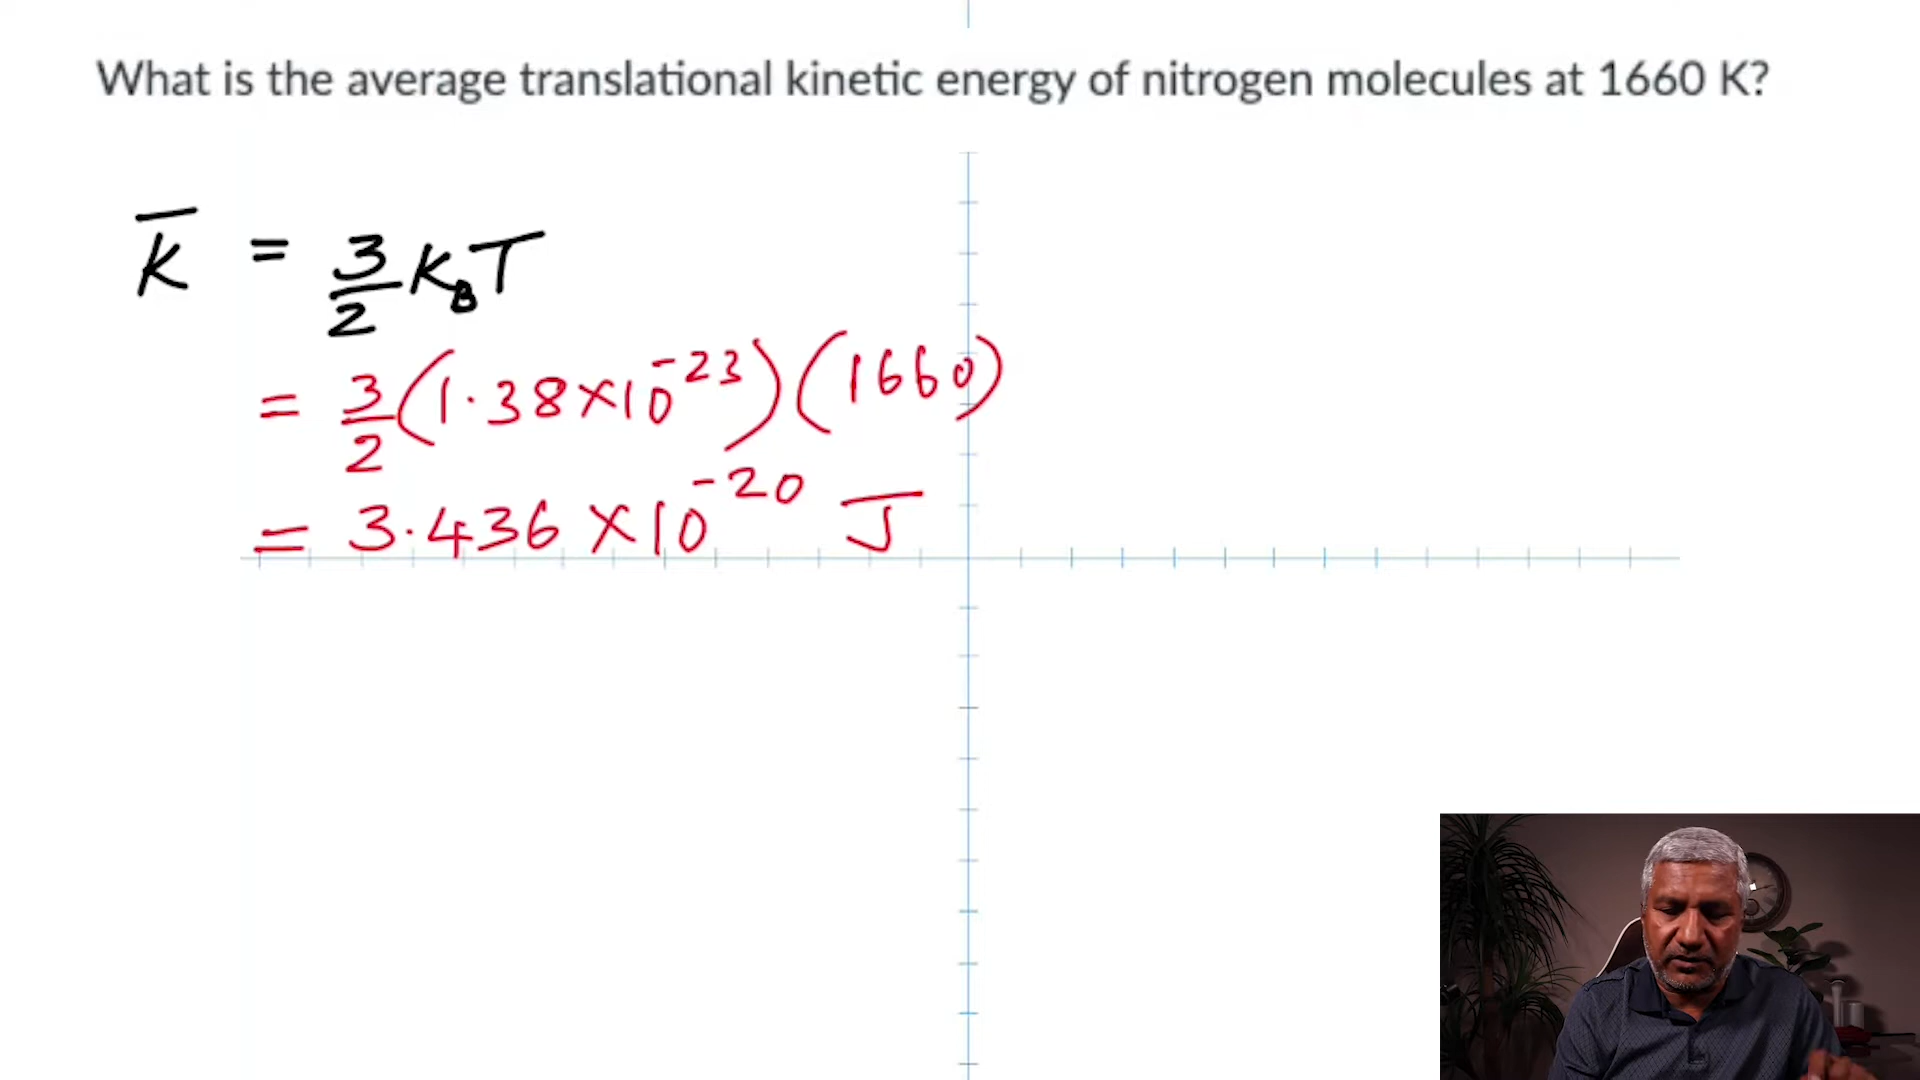 What is the average translational kinetic energy of nitrogen molecules at 1660 K?
K̅ = 3/2 K_B T
= 3/2 (1.38×10⁻²³)(1660)
= 3.436 × 10⁻²⁰ J